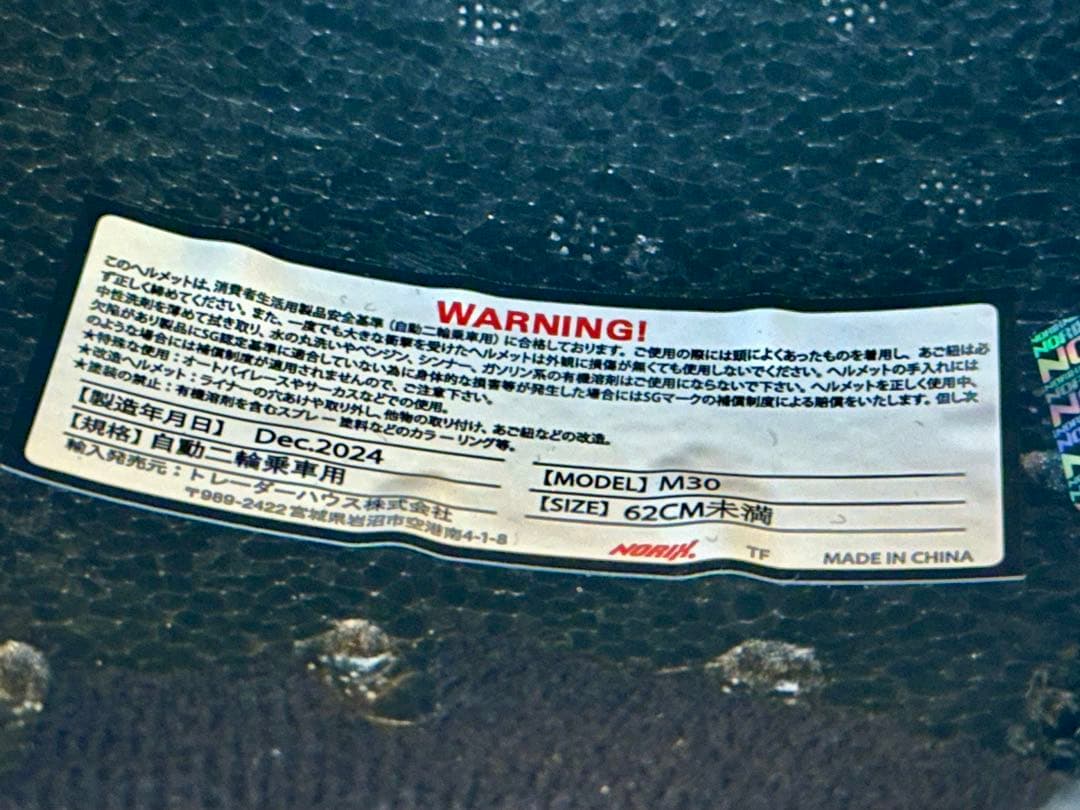 WARNING!
このヘルメットは、消費者生活用製品安全基準（自動二輪乗車用）に合格しております。ご使用の際には頭によくあったものを着用し、あご紐は必
ず正しく締めてください。また、一度でも大きな衝撃を受けたヘルメットは外観に損傷が無くても使用しないでください。ヘルメットの手入れには
中性洗剤を薄めて拭き取り、水の丸洗いやベンジン、シンナー、ガソリン系の有機溶剤はご使用にならないで下さい。ヘルメットを正しく使用中、
欠陥があり製品にSG認定基準に適合していない為に身体的な損害等が発生した場合にはSGマークの補償制度による賠償をいたします。但し次
のような場合には補償制度が適用されませんので、ご注意下さい。
★特殊な使用：オートバイレースやサーカスなどでの使用。
★改造ヘルメット：ライナーの穴あけや取り外し、他物の取り付け、あご紐などの改造。
★塗装の禁止：有機溶剤を含むスプレー塗料などのカラーリング等。
【製造年月日】 Dec.2024
【規格】自動二輪乗車用
輸入発売元：トレーダーハウス株式会社
〒989-2422宮城県岩沼市空港南4-1-8
【MODEL】M30
【SIZE】 62CM未満
NORIX. TF MADE IN CHINA